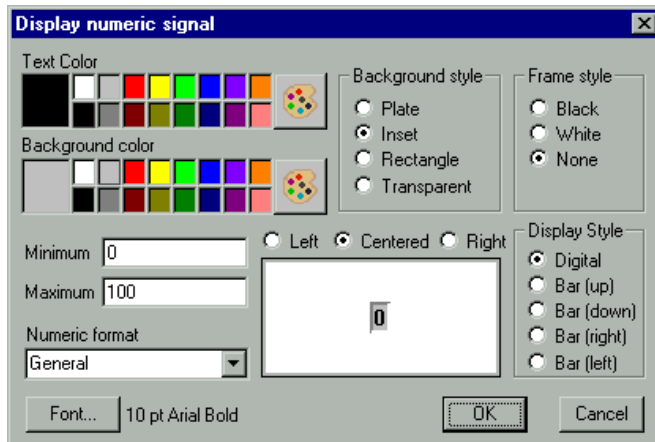 Display numeric signal
Text Color
Background color
Background style
Plate
Inset
Rectangle
Transparent
Frame style
Black
White
None
Minimum 0
Maximum 100
Numeric format
General
Left Centered Right
0
Display Style
Digital
Bar (up)
Bar (down)
Bar (right)
Bar (left)
Font... 10 pt Arial Bold
OK Cancel